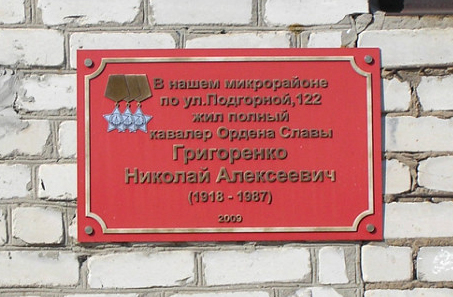 В нашем микрорайоне
по ул.Подгорной,122
жил полный
кавалер Ордена Славы
Григоренко
Николай Алексеевич
(1918 - 1987)
2009